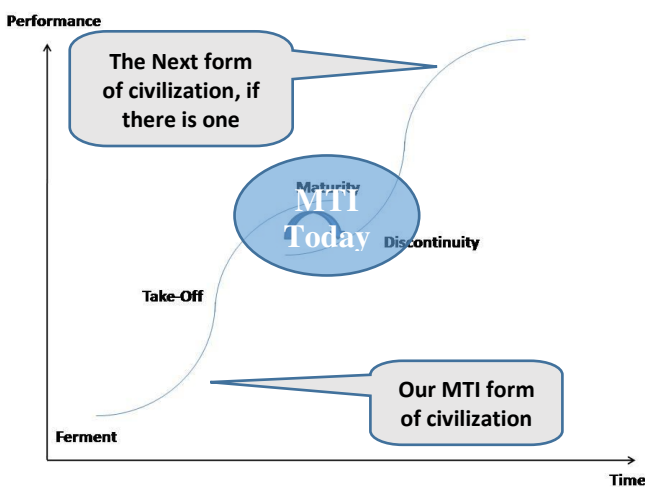 Performance
The Next form
of civilization, if
there is one
Maturity
MTI
Today
Discontinuity
Take-Off
Our MTI form
of civilization
Ferment
Time